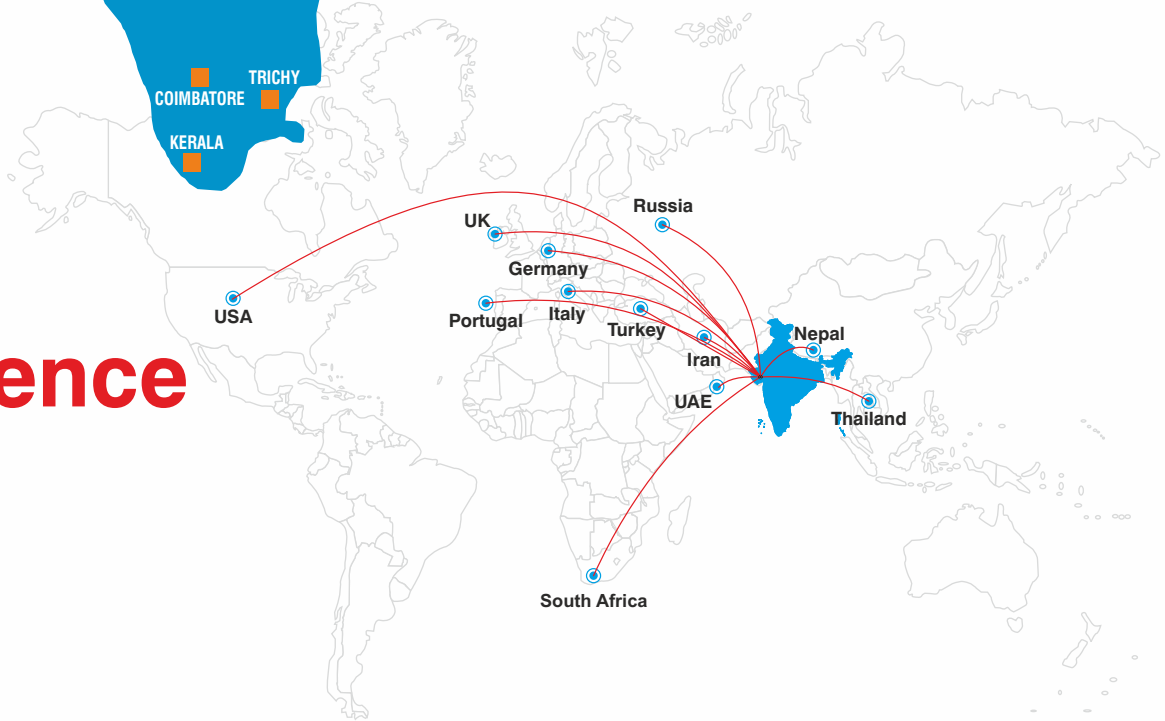 TRICHY
COIMBATORE
KERALA
Russia
UK
Germany
USA
Portugal
Italy
Turkey
Nepal
Iran
ence
UAE
Thailand
South Africa